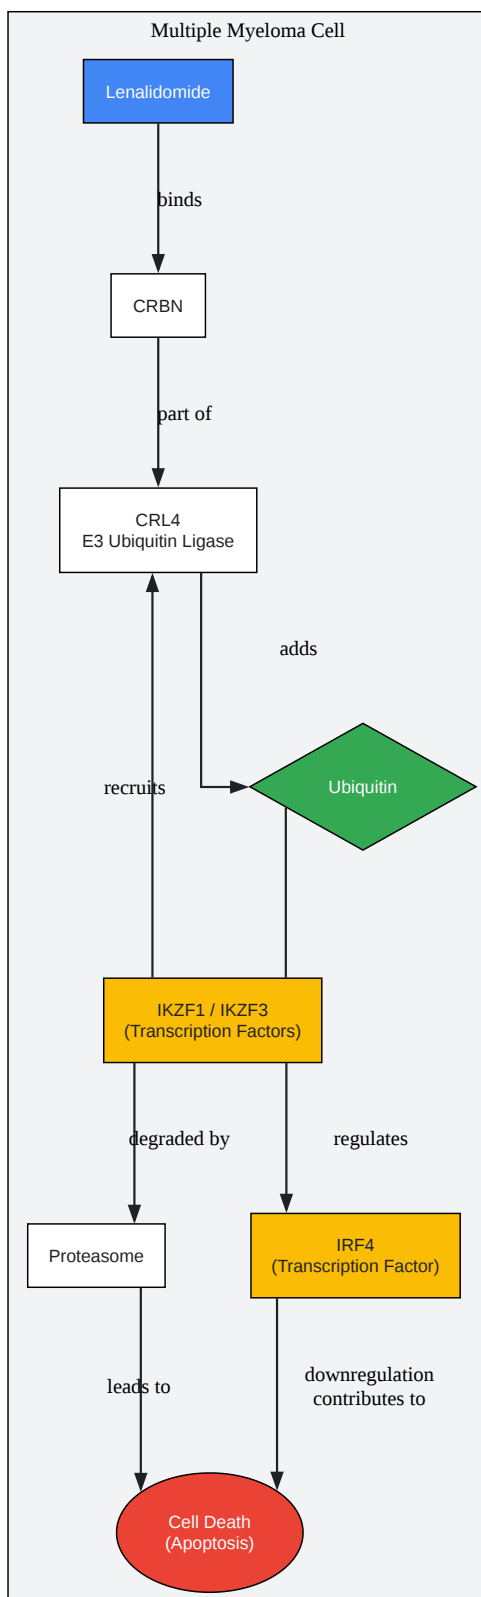 Multiple Myeloma Cell
Lenalidomide
binds
CRBN
part of
CRL4
E3 Ubiquitin Ligase
adds
recruits
Ubiquitin
IKZF1 / IKZF3
(Transcription Factors)
degraded by
regulates
Proteasome
IRF4
(Transcription Factor)
leads to
downregulation
contributes to
Cell Death
(Apoptosis)